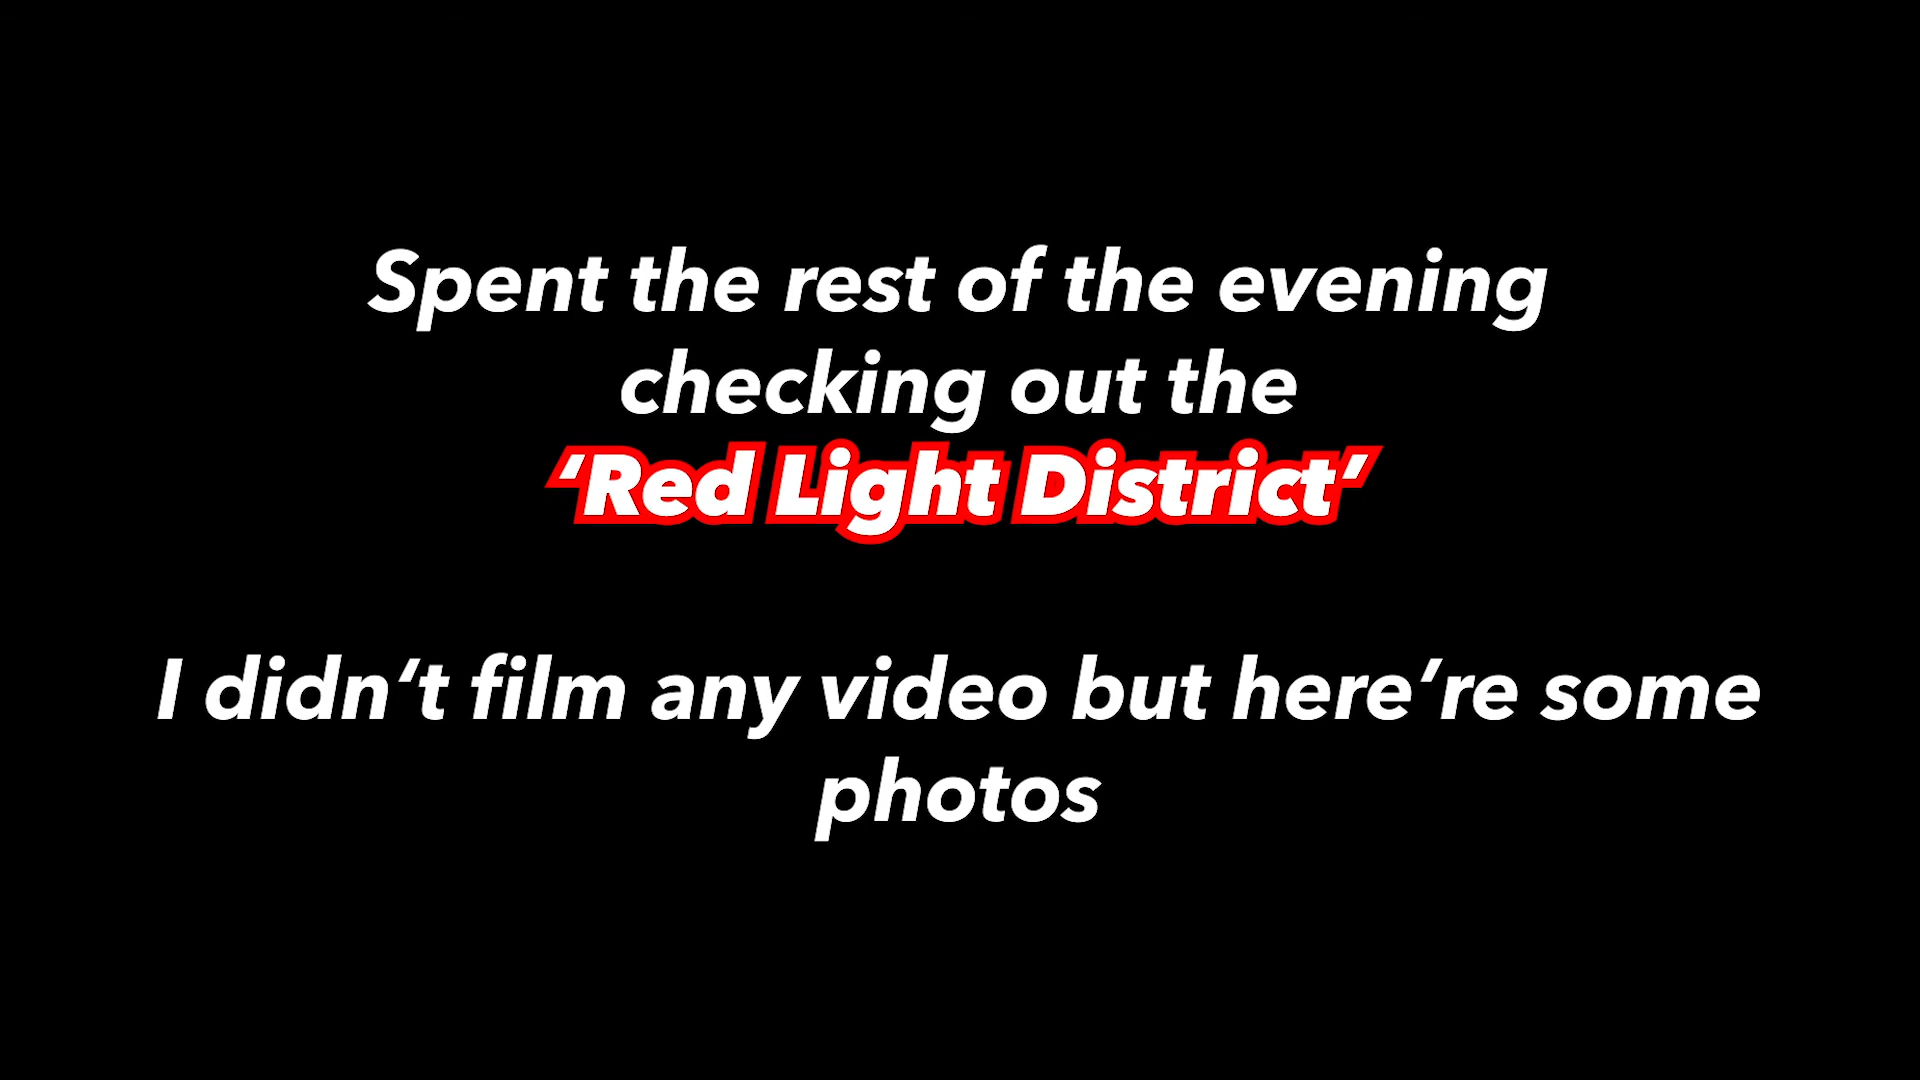 Spent the rest of the evening
checking out the
‘Red Light District’
I didn‘t film any video but here’re some
photos